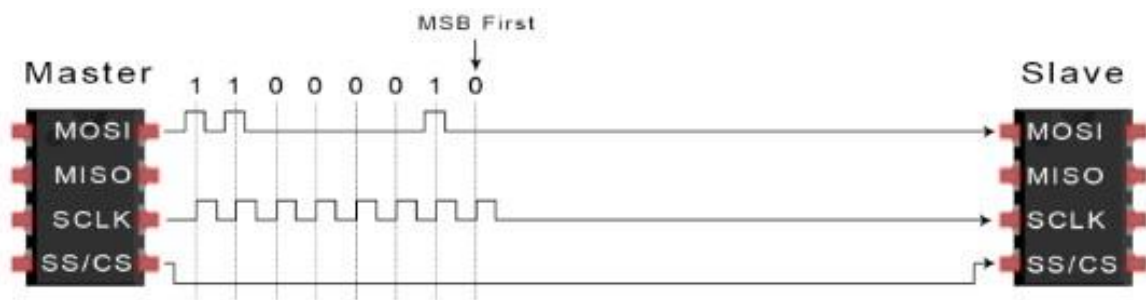 MSB First
Master
1 1 0 0 0 0 1 0
Slave
MOSI
MISO
SCLK
SS/CS
MOSI
MISO
SCLK
SS/CS